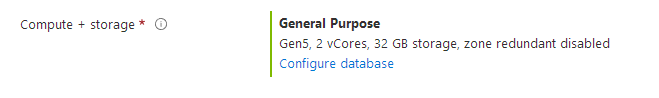 Compute + storage *
General Purpose
Gen5, 2 vCores, 32 GB storage, zone redundant disabled
Configure database